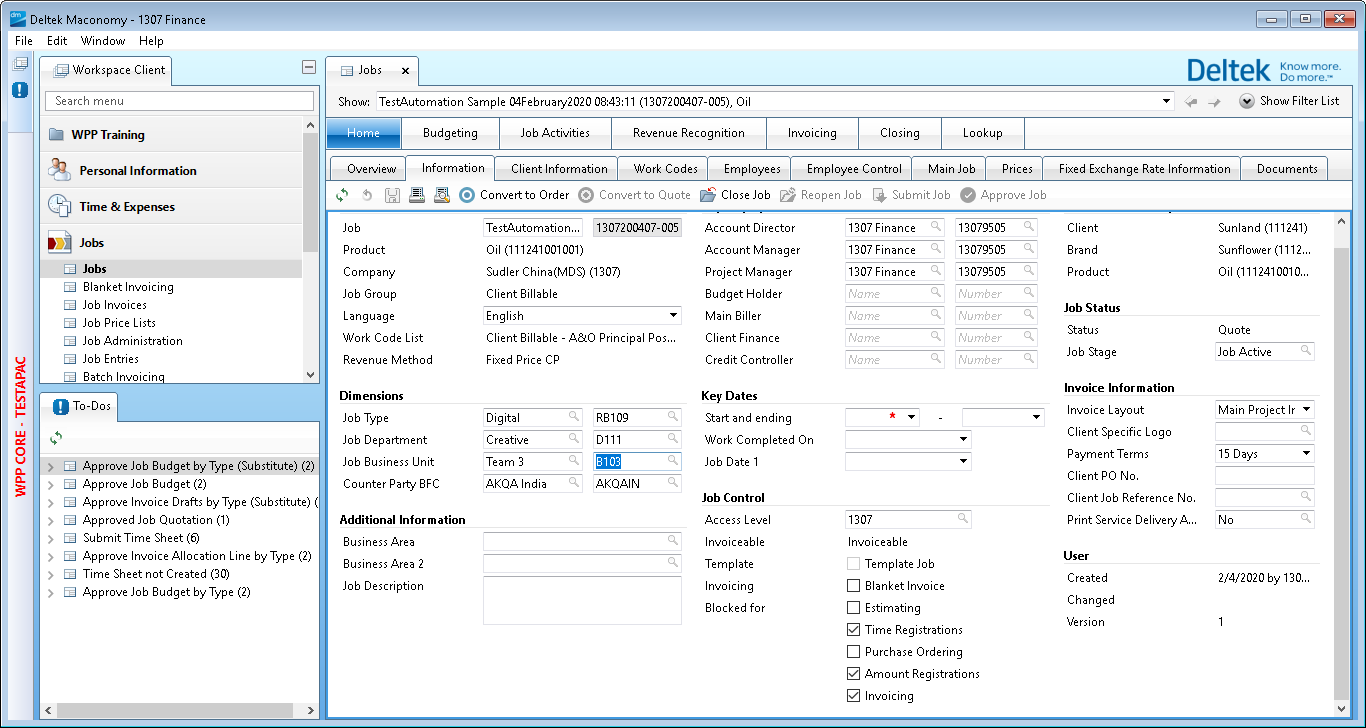 Deltek Maconomy - 1307 Finance
File Edit Window Help
Workspace Client
Search menu
WPP Training
Personal Information
Time & Expenses
Jobs
Jobs
Blanket Invoicing
Job Invoices
Job Price Lists
Job Administration
Job Entries
Batch Invoicing
WPP CORE - TESTAPAC
To-Dos
Approve Job Budget by Type (Substitute) (2)
Approve Job Budget (2)
Approve Invoice Drafts by Type (Substitute) (
Approved Job Quotation (1)
Submit Time Sheet (6)
Approve Invoice Allocation Line by Type (2)
Time Sheet not Created (30)
Approve Job Budget by Type (2)
Jobs
Deltek Know more. Do more.™
Show: TestAutomation Sample 04February2020 08:43:11 (1307200407-005), Oil Show Filter List
Home Budgeting Job Activities Revenue Recognition Invoicing Closing Lookup
Overview Information Client Information Work Codes Employees Employee Control Main Job Prices Fixed Exchange Rate Information Documents
Convert to Order Convert to Quote Close Job Reopen Job Submit Job Approve Job
Job TestAutomation... 1307200407-005
Product Oil (111241001001)
Company Sudler China(MDS) (1307)
Job Group Client Billable
Language English
Work Code List Client Billable - A&O Principal Pos...
Revenue Method Fixed Price CP
Dimensions
Job Type Digital RB109
Job Department Creative D111
Job Business Unit Team 3 B103
Counter Party BFC AKQA India AKQAIN
Additional Information
Business Area
Business Area 2
Job Description
Account Director 1307 Finance 13079505
Account Manager 1307 Finance 13079505
Project Manager 1307 Finance 13079505
Budget Holder Name Number
Main Biller Name Number
Client Finance Name Number
Credit Controller Name Number
Key Dates
Start and ending * -
Work Completed On
Job Date 1
Job Control
Access Level 1307
Invoiceable Invoiceable
Template Template Job
Invoicing Blanket Invoice
Blocked for Estimating
Time Registrations
Purchase Ordering
Amount Registrations
Invoicing
Client Sunland (111241)
Brand Sunflower (1112...
Product Oil (1112410010...
Job Status
Status Quote
Job Stage Job Active
Invoice Information
Invoice Layout Main Project Ir
Client Specific Logo
Payment Terms 15 Days
Client PO No.
Client Job Reference No.
Print Service Delivery A... No
User
Created 2/4/2020 by 130...
Changed
Version 1